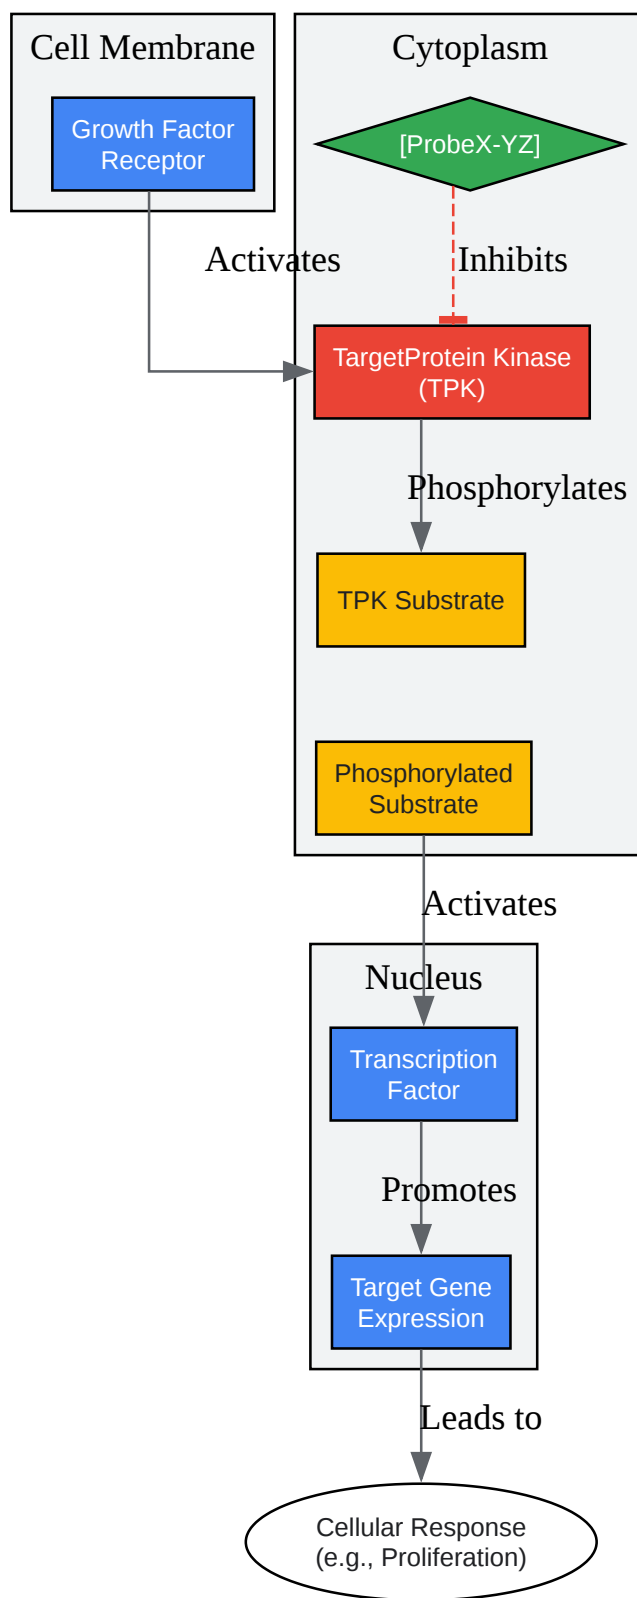 Cell Membrane
Cytoplasm
Growth Factor
Receptor
[ProbeX-YZ]
Activates
Inhibits
TargetProtein Kinase
(TPK)
Phosphorylates
TPK Substrate
Phosphorylated
Substrate
Activates
Nucleus
Transcription
Factor
Promotes
Target Gene
Expression
Leads to
Cellular Response
(e.g., Proliferation)